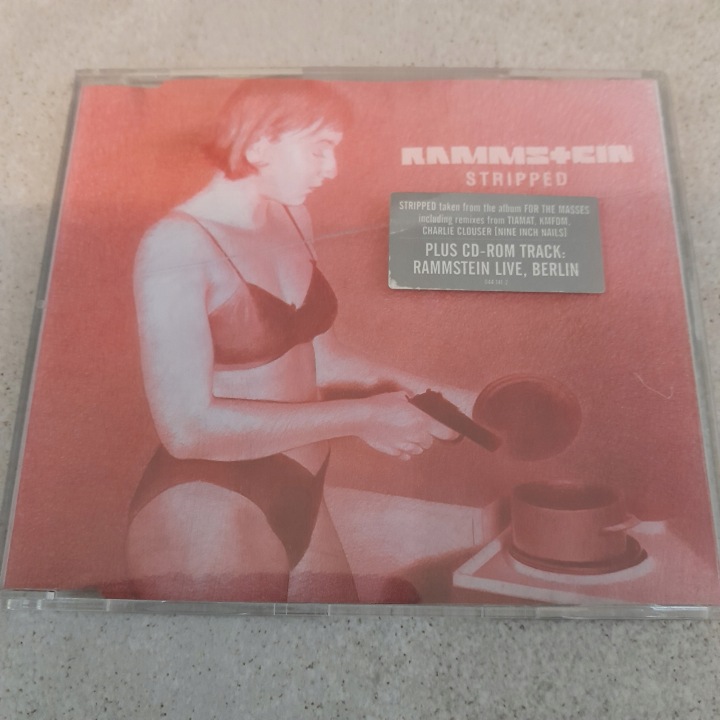 RAMMSTEIN
STRIPPED
STRIPPED taken from the album FOR THE MASSES
including remixes from TIAMAT, KMFDM,
CHARLIE CLOUSER [NINE INCH NAILS]
PLUS CD-ROM TRACK:
RAMMSTEIN LIVE, BERLIN